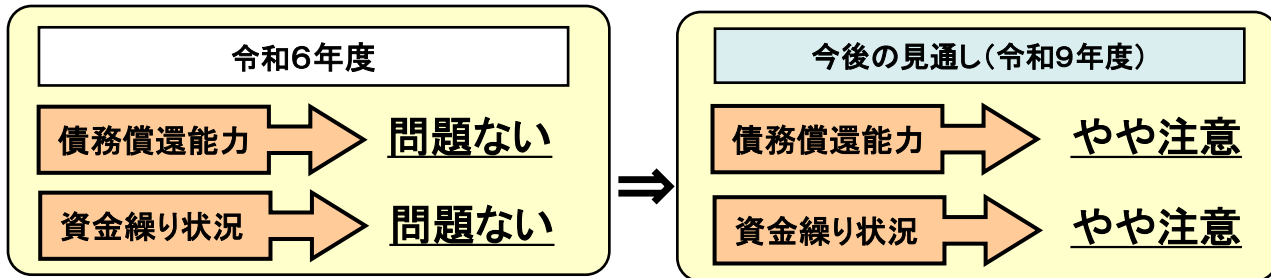 令和６年度
債務償還能力
問題ない
資金繰り状況
問題ない
⇒
今後の見通し（令和９年度）
債務償還能力
やや注意
資金繰り状況
やや注意